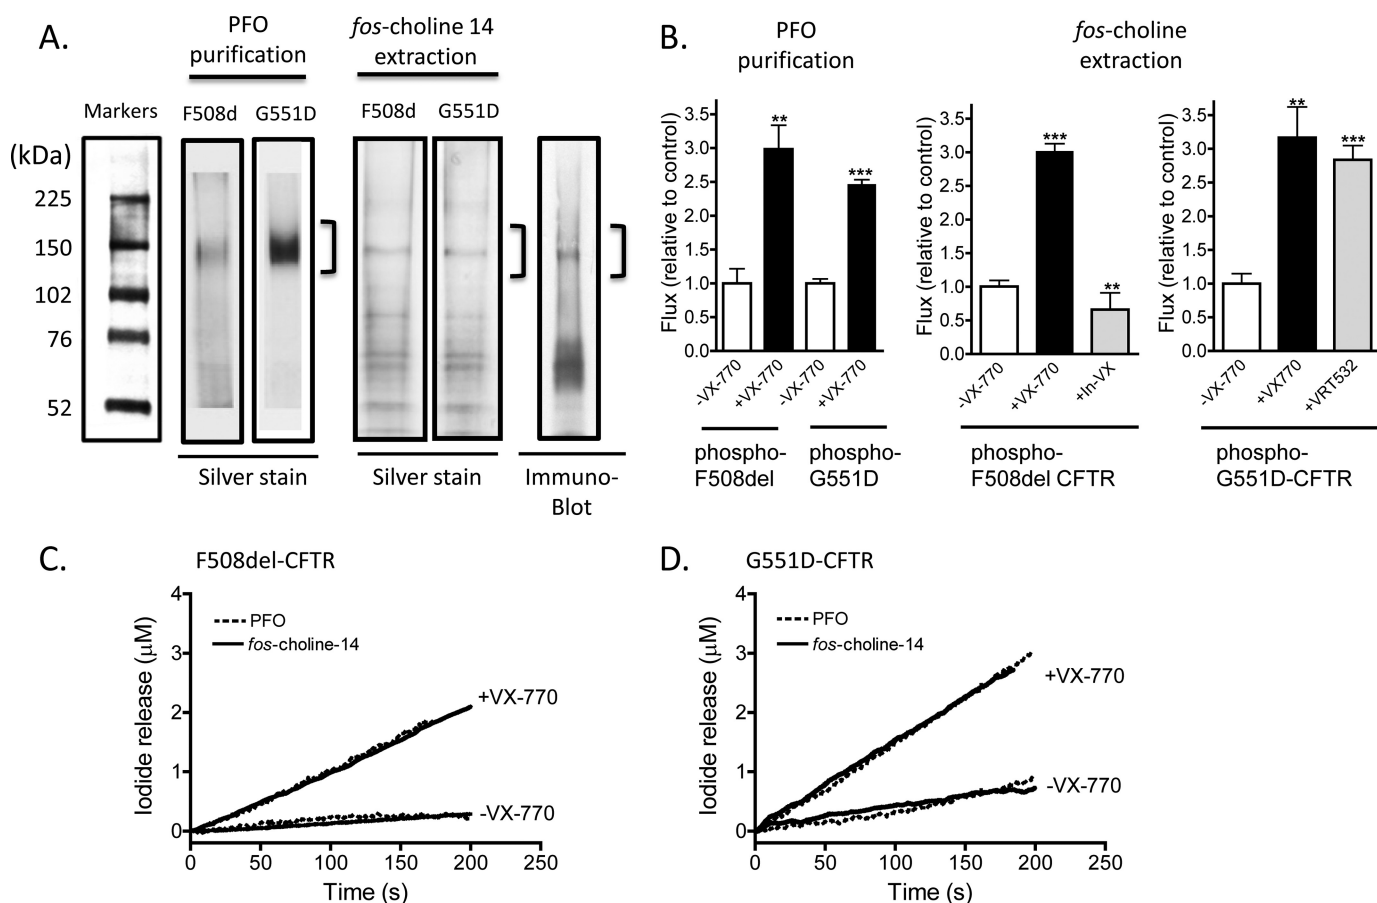 A.
PFO
purification
fos-choline 14
extraction
Markers
F508d
G551D
F508d
G551D
(kDa)
225
150
102
76
52
Silver stain
Silver stain
Immuno-
Blot
B.
PFO
purification
fos-choline
extraction
Flux (relative to control)
3.5
3.0
2.5
2.0
1.5
1.0
0.5
0.0
**
***
-VX-770
+VX-770
-VX-770
+VX-770
phospho-
F508del
phospho-
G551D
Flux (relative to control)
3.5
3.0
2.5
2.0
1.5
1.0
0.5
0.0
***
**
-VX-770
+VX-770
+In-VX
phospho-
F508del CFTR
Flux (relative to control)
3.5
3.0
2.5
2.0
1.5
1.0
0.5
0.0
**
***
-VX-770
+VX770
+VRT532
phospho-
G551D-CFTR
C.
F508del-CFTR
Iodide release (μM)
4
3
2
1
0
PFO
fos-choline-14
+VX-770
-VX-770
0 50 100 150 200 250
Time (s)
D.
G551D-CFTR
Iodide release (μM)
4
3
2
1
0
PFO
fos-choline-14
+VX-770
-VX-770
0 50 100 150 200 250
Time (s)